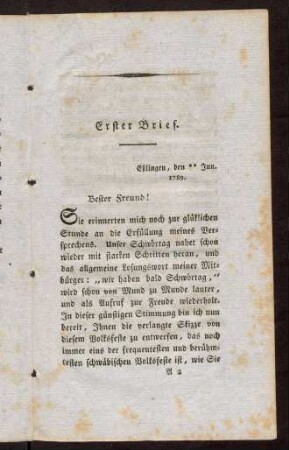 Erster Brief.
Eßlingen, den ** Jun.
1789.
Bester Freund!
Sie erinnerten mich noch zur glüklichen
Stunde an die Erfüllung meines Ver-
sprechens. Unser Schwörtag nahet schon
wieder mit starken Schritten heran, und
das allgemeine Losungswort meiner Mit-
bürger: „wie haben bald Schwörtag,“
wird schon von Mund zu Munde lauter,
und als Aufruf zur Freude wiederholt.
In dieser günstigen Stimmung bin ich nun
bereit, Ihnen die verlangte Skizze von
diesem Volksfeste zu entwerfen, das noch
immer eins der frequentesten und berühm-
testen schwäbischen Volksfeste ist, wie Sie
A 2